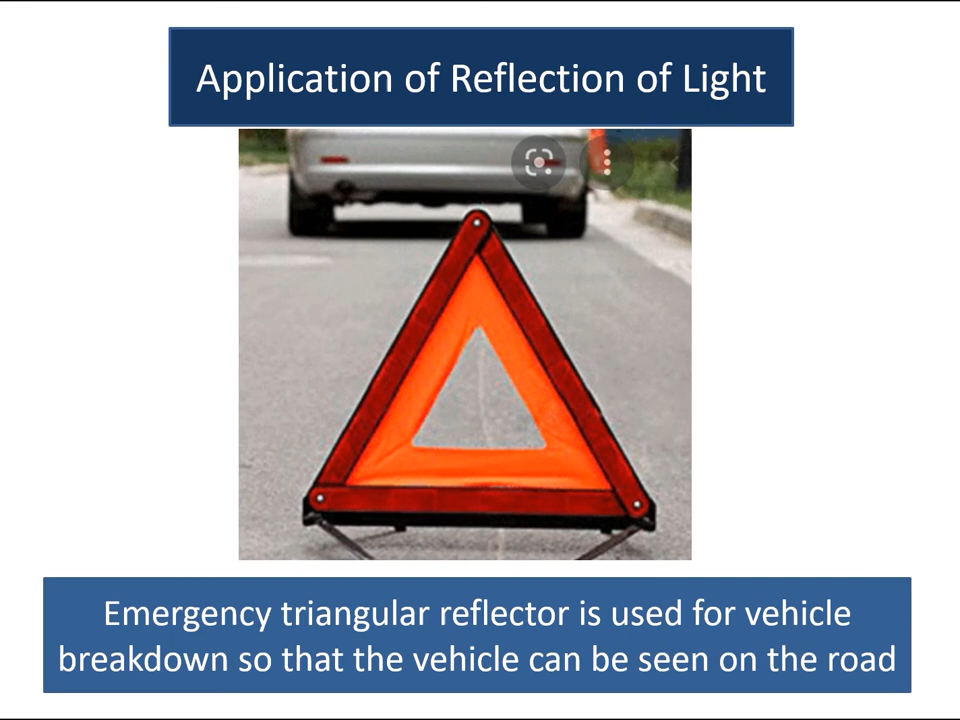 Application of Reflection of Light
Emergency triangular reflector is used for vehicle
breakdown so that the vehicle can be seen on the road